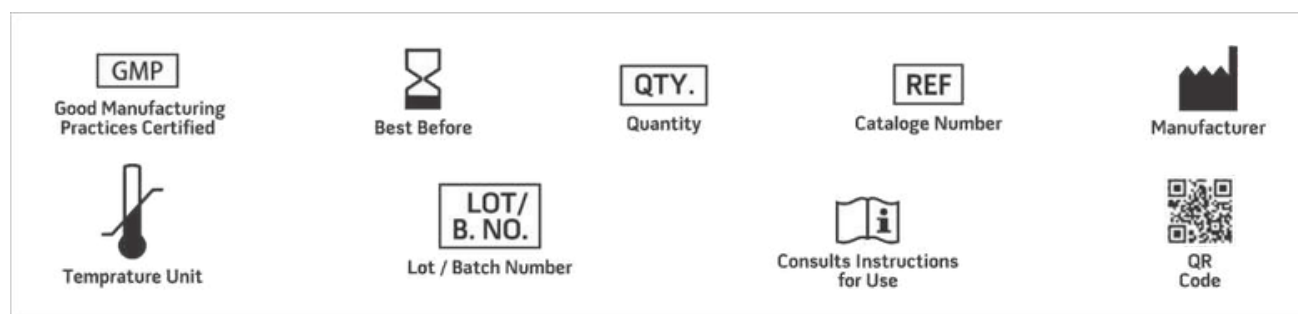 GMP
Good Manufacturing
Practices Certified
Best Before
QTY.
Quantity
REF
Cataloge Number
Manufacturer
Temprature Unit
LOT/
B. NO.
Lot / Batch Number
i
Consults Instructions
for Use
QR
Code